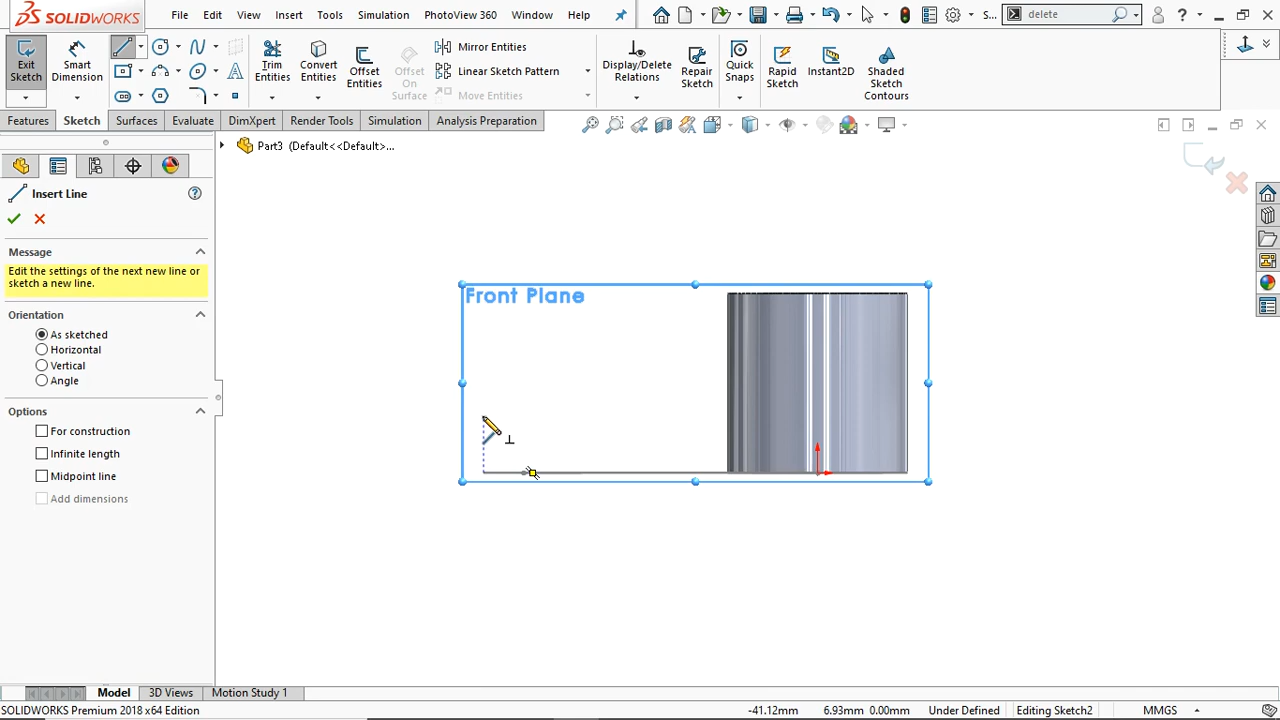 SOLIDWORKS File Edit View Insert Tools Simulation PhotoView 360 Window Help S... delete ?
Exit Sketch
Smart Dimension
Trim Entities
Convert Entities
Offset Entities
Offset On Surface
Mirror Entities
Linear Sketch Pattern
Move Entities
Display/Delete Relations
Repair Sketch
Quick Snaps
Rapid Sketch
Instant2D
Shaded Sketch Contours
Features Sketch Surfaces Evaluate DimXpert Render Tools Simulation Analysis Preparation
Part3 (Default<<Default>...
Insert Line
Message
Edit the settings of the next new line or
sketch a new line.
Orientation
As sketched
Horizontal
Vertical
Angle
Options
For construction
Infinite length
Midpoint line
Add dimensions
Front Plane
Model 3D Views Motion Study 1
SOLIDWORKS Premium 2018 x64 Edition -41.12mm 6.93mm 0.00mm Under Defined Editing Sketch2 MMGS